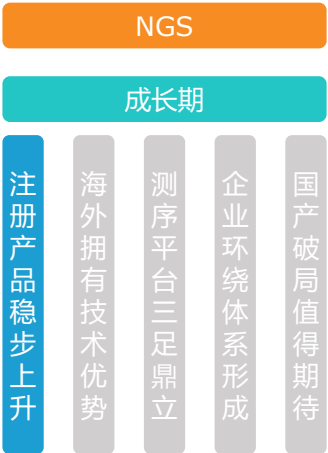 NGS
成长期
注册产品稳步上升
海外拥有技术优势
测序平台三足鼎立
企业环绕体系形成
国产破局值得期待